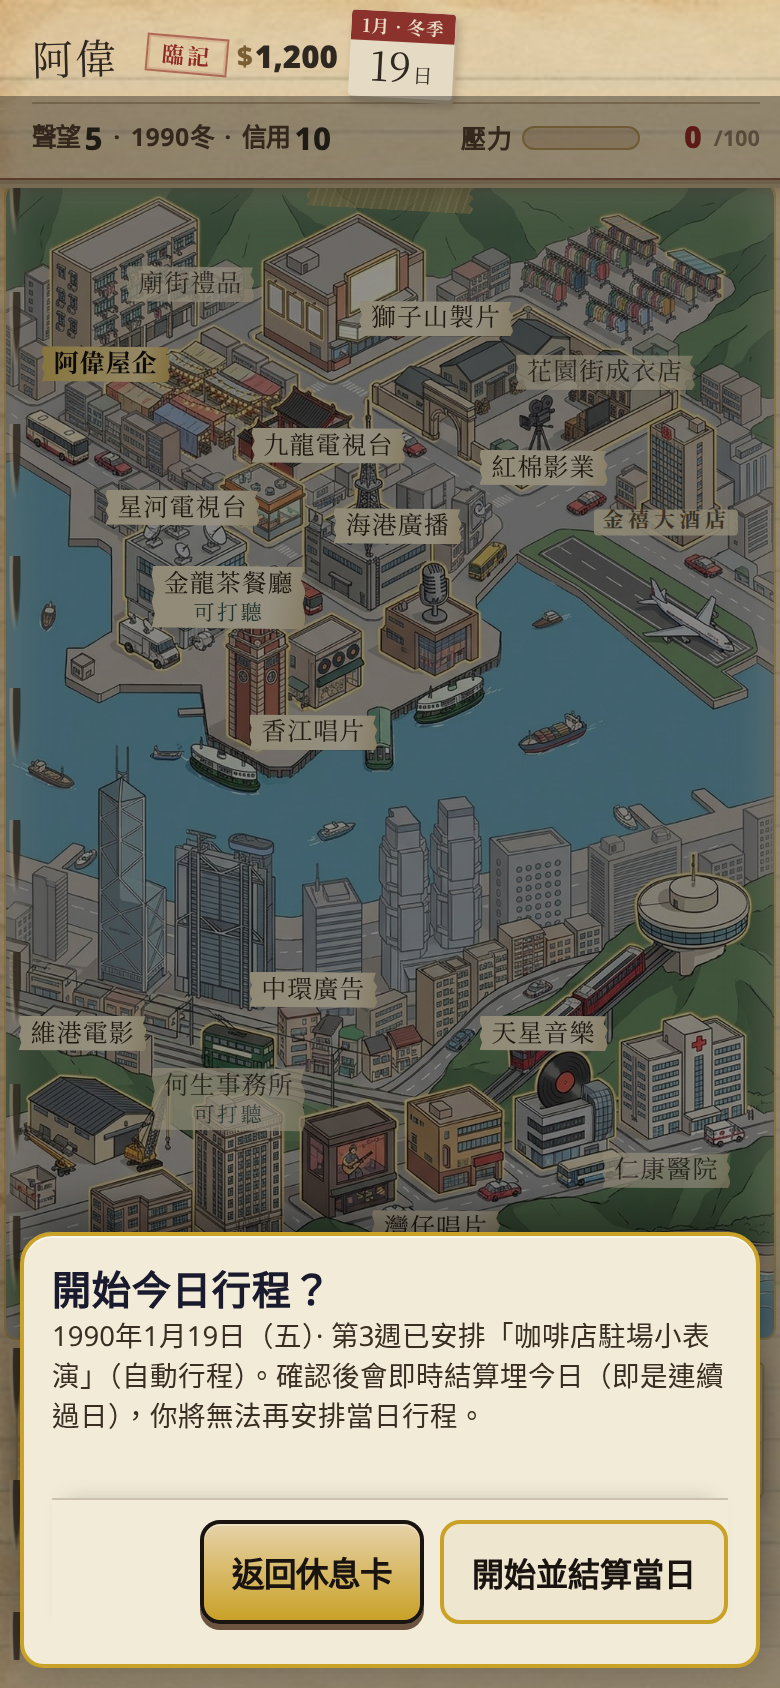 阿偉
臨記
$1,200
1月·冬季
19日
聲望5 · 1990冬 · 信用10
壓力 0 /100
廟街禮品
獅子山製片
阿偉屋企
花園街成衣店
九龍電視台
紅棉影業
星河電視台
海港廣播
金禧大酒店
金龍茶餐廳
可打聽
香江唱片
中環廣告
維港電影
天星音樂
何生事務所
可打聽
仁康醫院
灣仔唱片
開始今日行程？
1990年1月19日（五）· 第3週已安排「咖啡店駐場小表
演」（自動行程）。確認後會即時結算埋今日（即是連續
過日），你將無法再安排當日行程。
返回休息卡
開始並結算當日